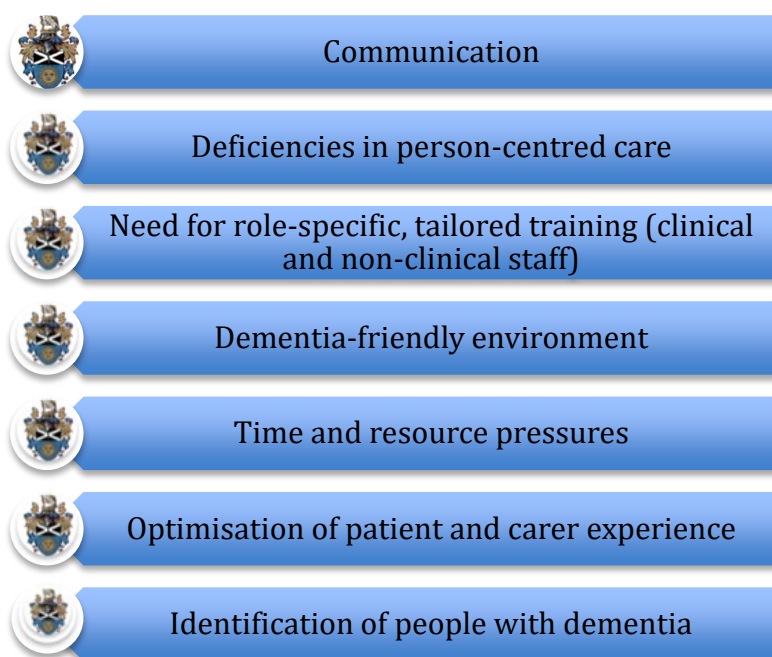 Communication
Deficiencies in person-centred care
Need for role-specific, tailored training (clinical
and non-clinical staff)
Dementia-friendly environment
Time and resource pressures
Optimisation of patient and carer experience
Identification of people with dementia